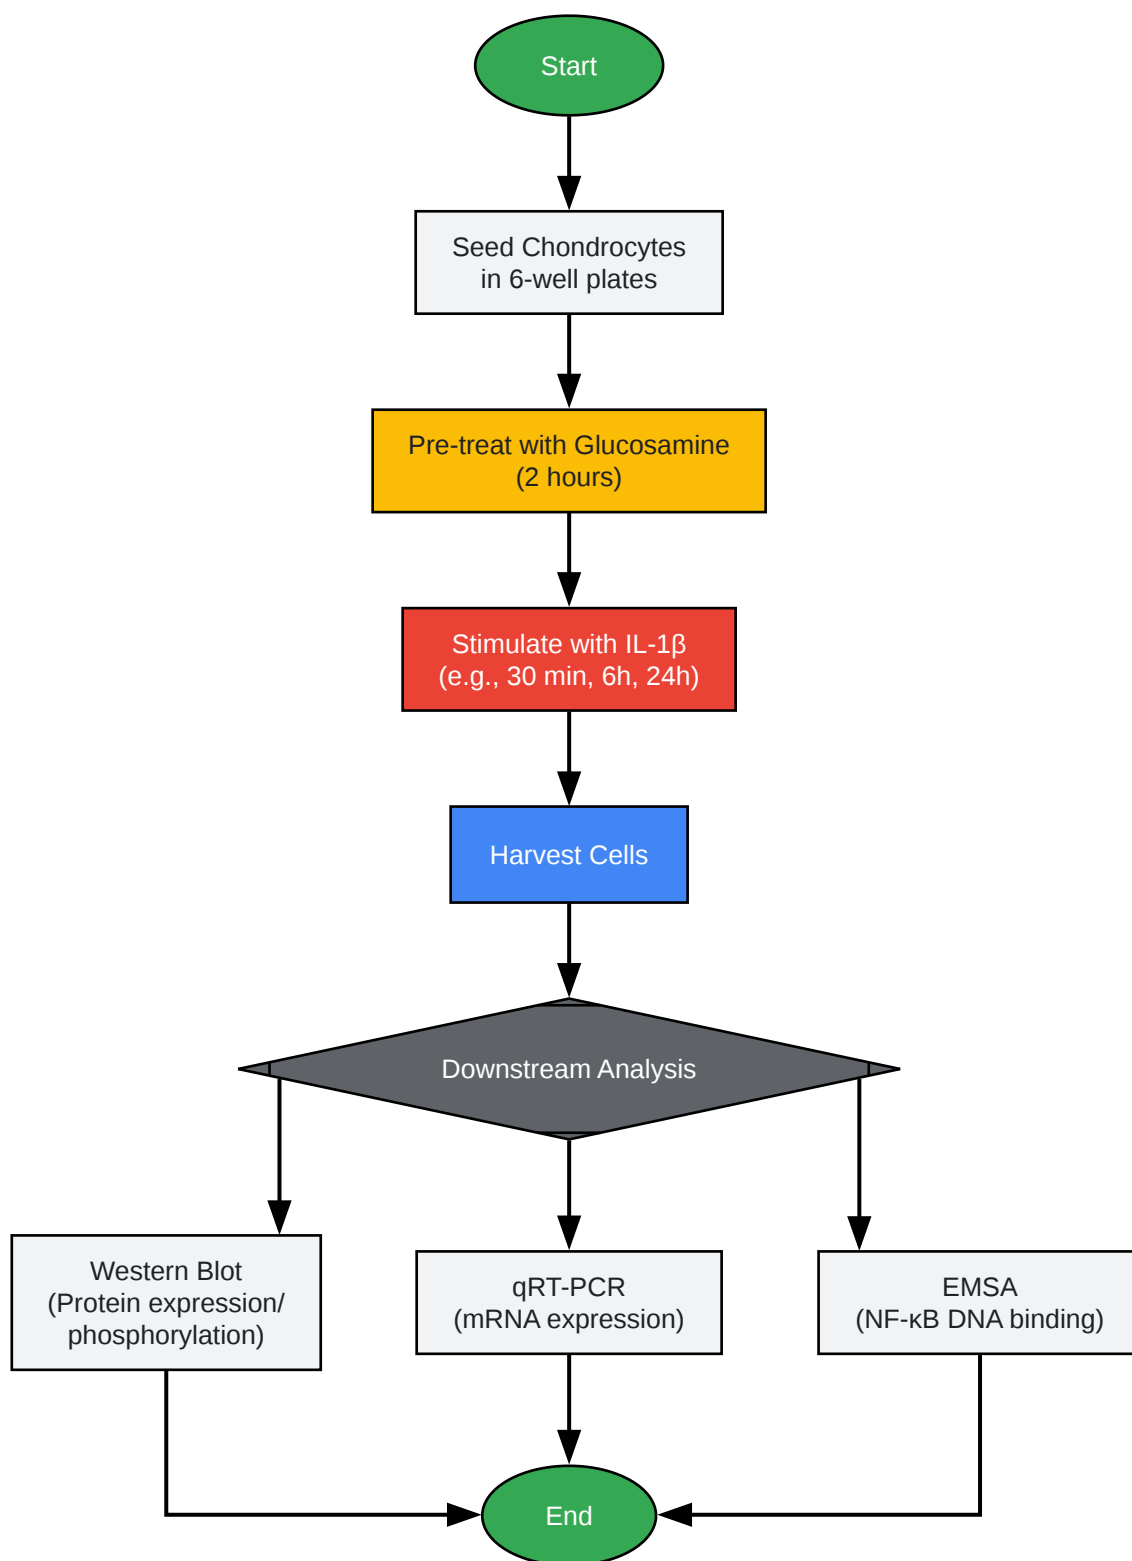 Start
Seed Chondrocytes
in 6-well plates
Pre-treat with Glucosamine
(2 hours)
Stimulate with IL-1β
(e.g., 30 min, 6h, 24h)
Harvest Cells
Downstream Analysis
Western Blot
(Protein expression/
phosphorylation)
qRT-PCR
(mRNA expression)
EMSA
(NF-κB DNA binding)
End